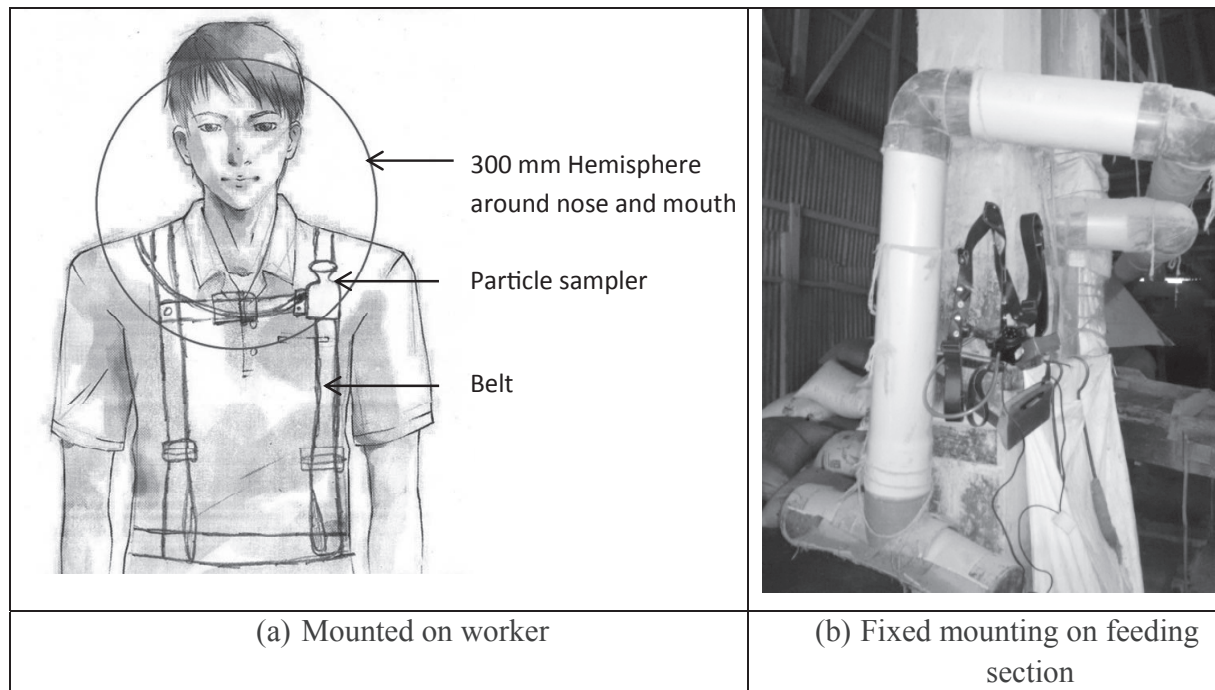 300 mm Hemisphere
around nose and mouth
Particle sampler
Belt
(a) Mounted on worker
(b) Fixed mounting on feeding
section